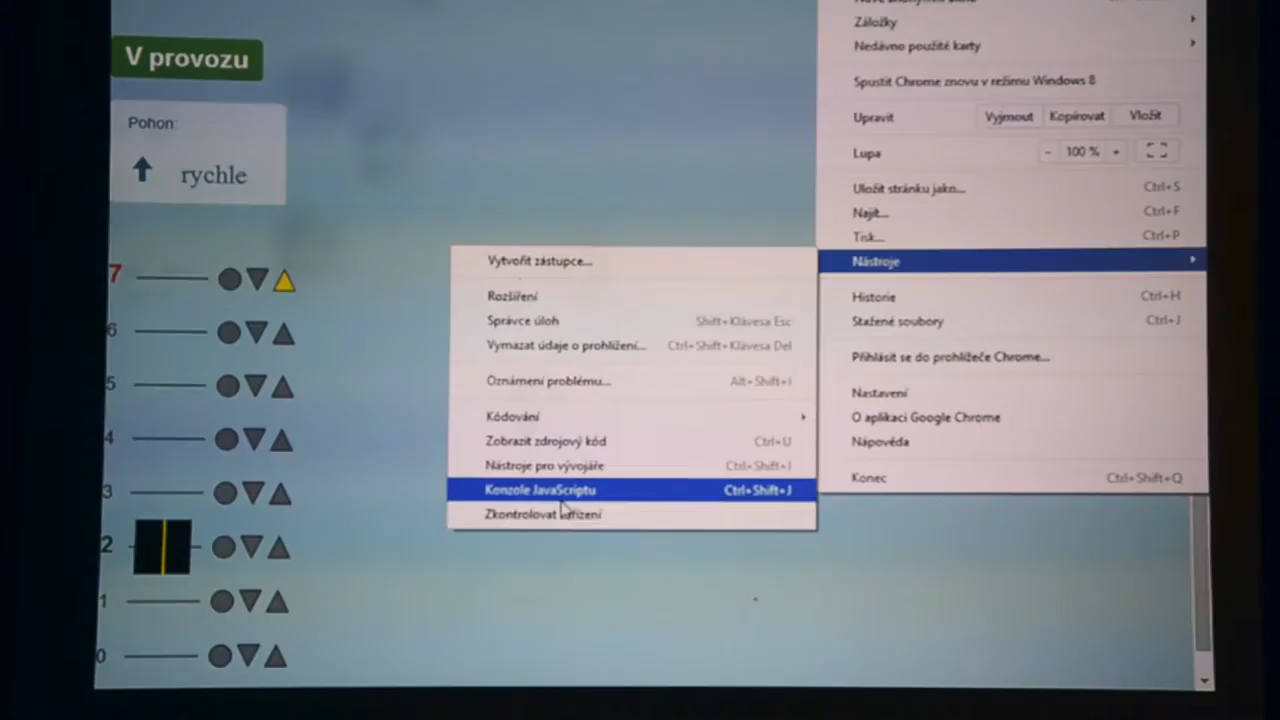 V provozu
Pohon:
rychle
7
6
5
4
3
2
1
0
Záložky
Nedávno použité karty
Spustit Chrome znovu v režimu Windows 8
Upravit Vyjmout Kopírovat Vložit
Lupa - 100 % +
Uložit stránku jako... Ctrl+S
Najít... Ctrl+F
Tisk... Ctrl+P
Nástroje
Historie Ctrl+H
Stažené soubory Ctrl+J
Přihlásit se do prohlížeče Chrome...
Nastavení
O aplikaci Google Chrome
Nápověda
Konec Ctrl+Shift+Q
Vytvořit zástupce...
Rozšíření
Správce úloh Shift+Klávesa Esc
Vymazat údaje o prohlížení... Ctrl+Shift+Klávesa Del
Oznámení problému... Alt+Shift+I
Kódování
Zobrazit zdrojový kód Ctrl+U
Nástroje pro vývojáře Ctrl+Shift+I
Konzole JavaScriptu Ctrl+Shift+J
Zkontrolovat zařízení